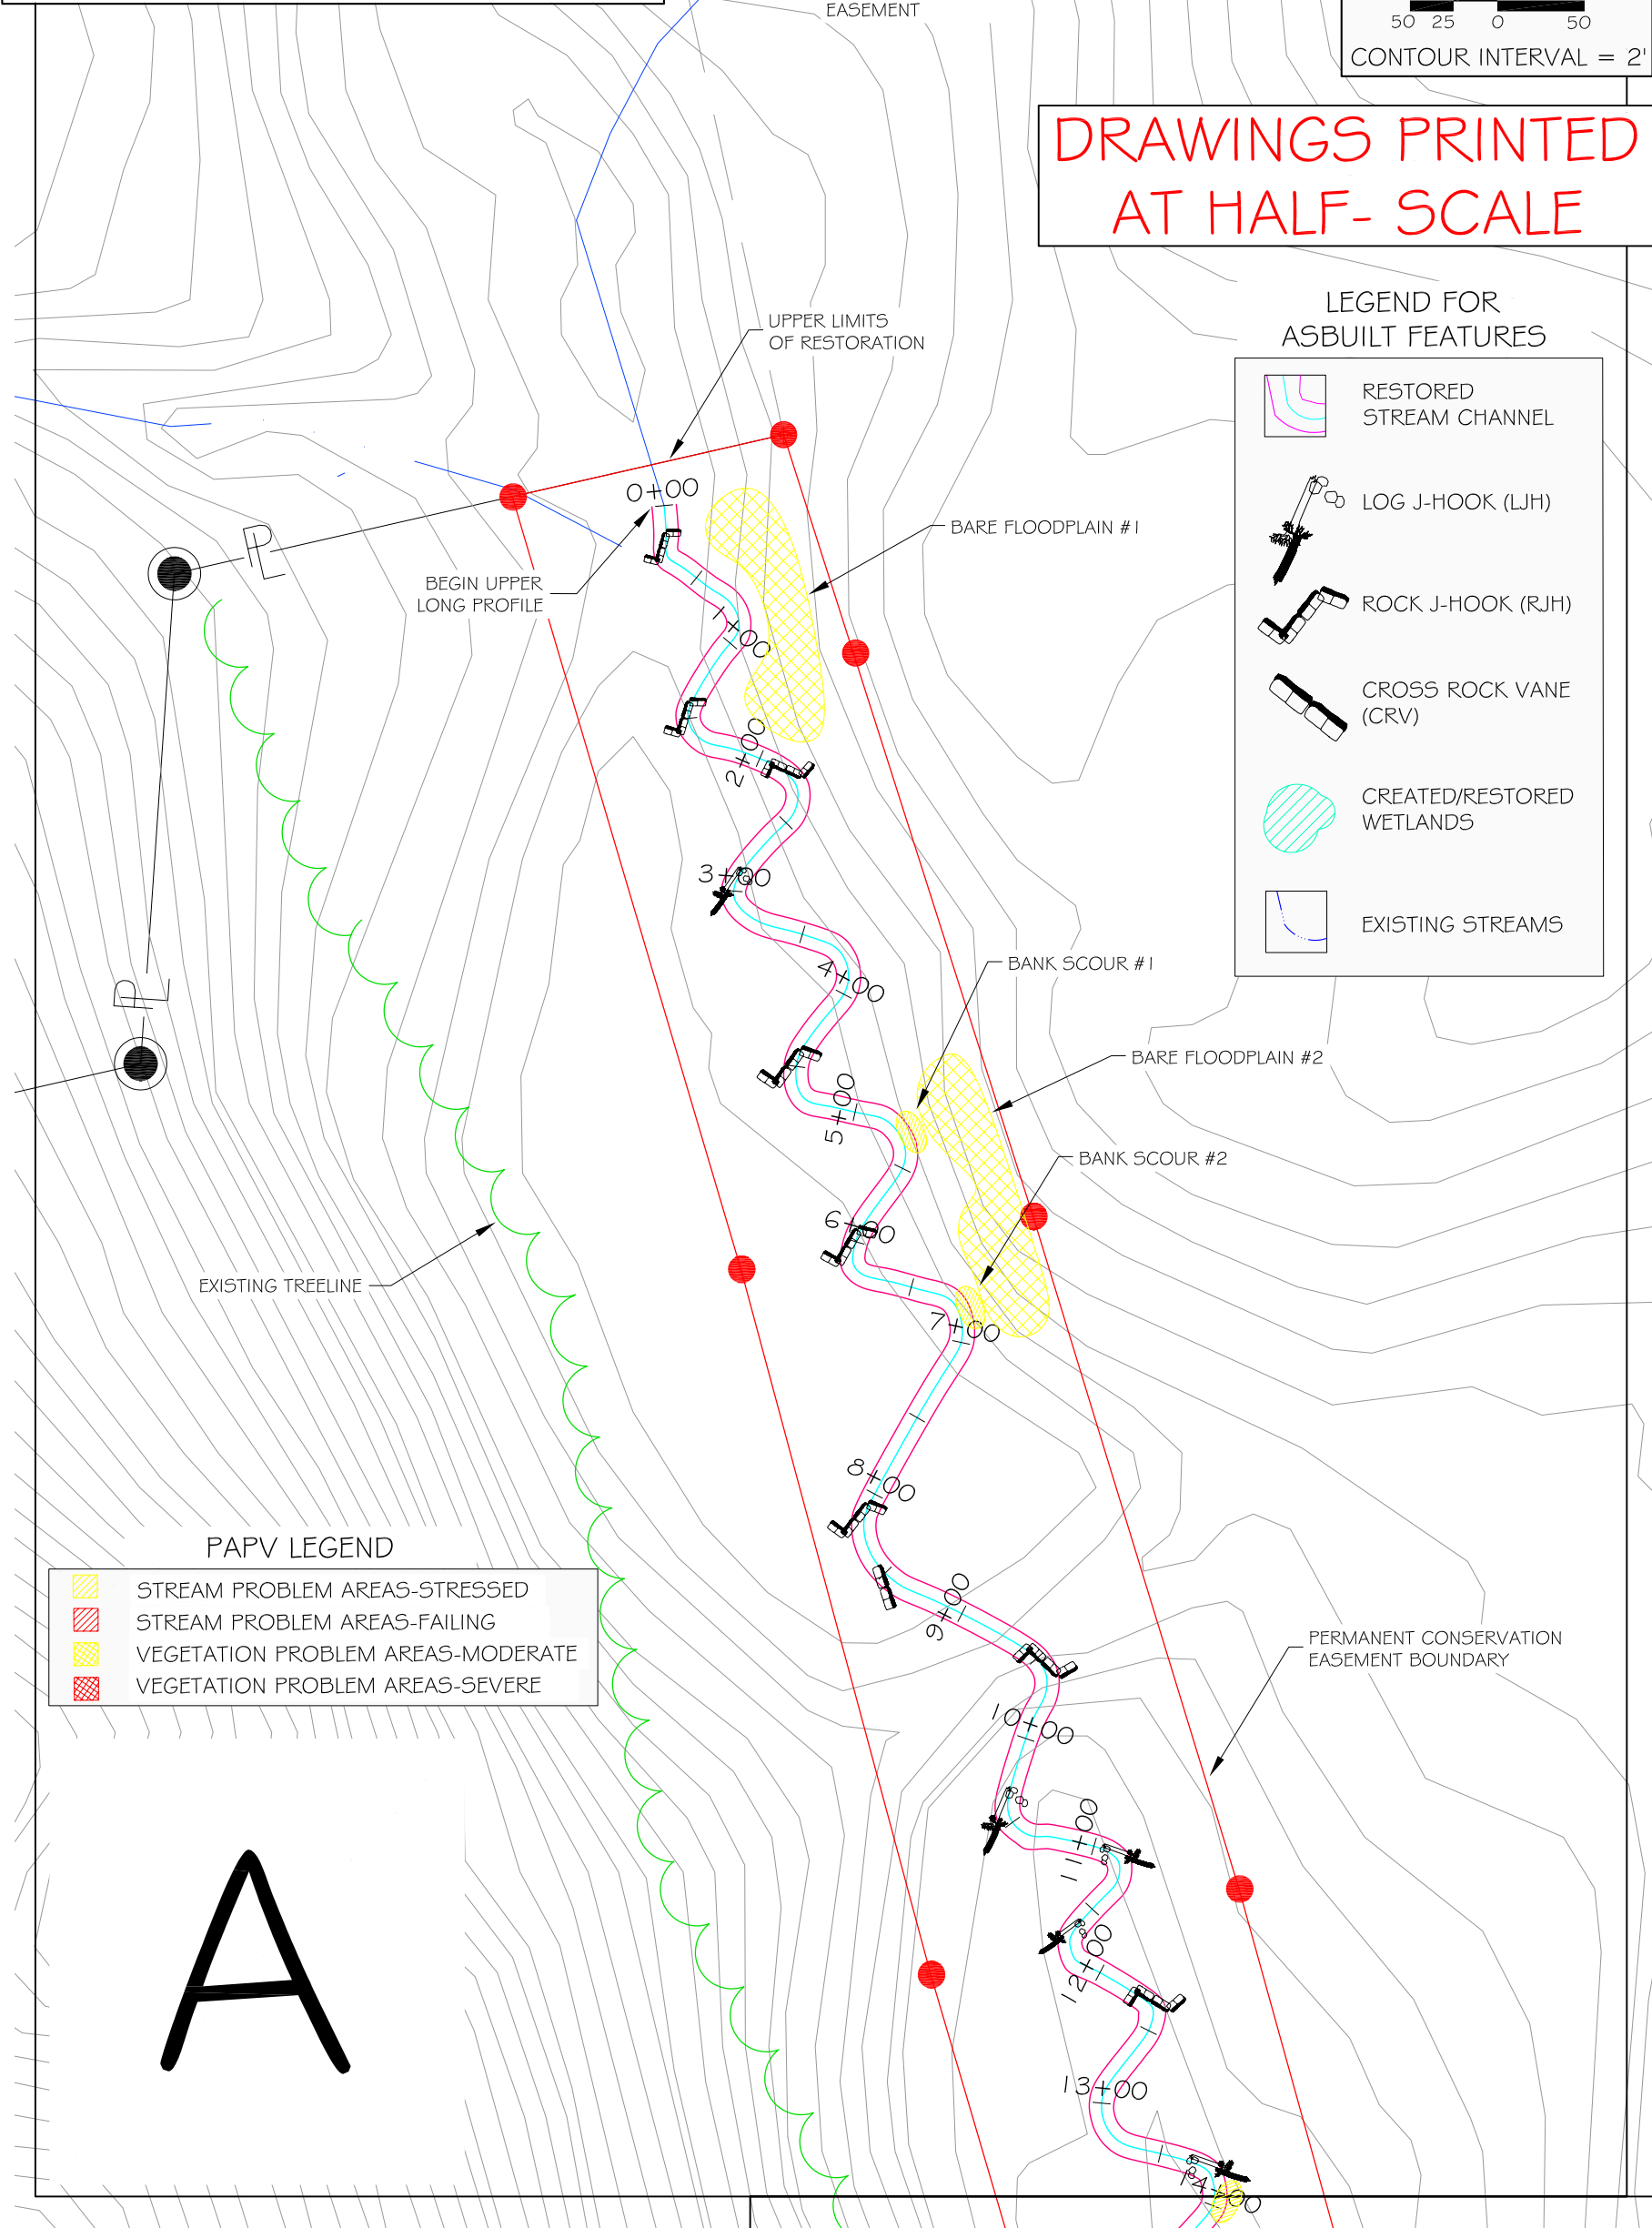 EASEMENT
50 25 0 50
CONTOUR INTERVAL = 2'
DRAWINGS PRINTED
AT HALF- SCALE
LEGEND FOR
ASBUILT FEATURES
RESTORED
STREAM CHANNEL
LOG J-HOOK (LJH)
ROCK J-HOOK (RJH)
CROSS ROCK VANE
(CRV)
CREATED/RESTORED
WETLANDS
EXISTING STREAMS
UPPER LIMITS
OF RESTORATION
0+00
BARE FLOODPLAIN #1
PL
BEGIN UPPER
LONG PROFILE
1+00
2+00
3+00
BANK SCOUR #1
4+00
PL
BARE FLOODPLAIN #2
5+00
BANK SCOUR #2
6+00
EXISTING TREELINE
7+00
8+00
PAPV LEGEND
STREAM PROBLEM AREAS-STRESSED
STREAM PROBLEM AREAS-FAILING
VEGETATION PROBLEM AREAS-MODERATE
VEGETATION PROBLEM AREAS-SEVERE
9+00
PERMANENT CONSERVATION
EASEMENT BOUNDARY
10+00
11+00
A
12+00
13+00
14+00